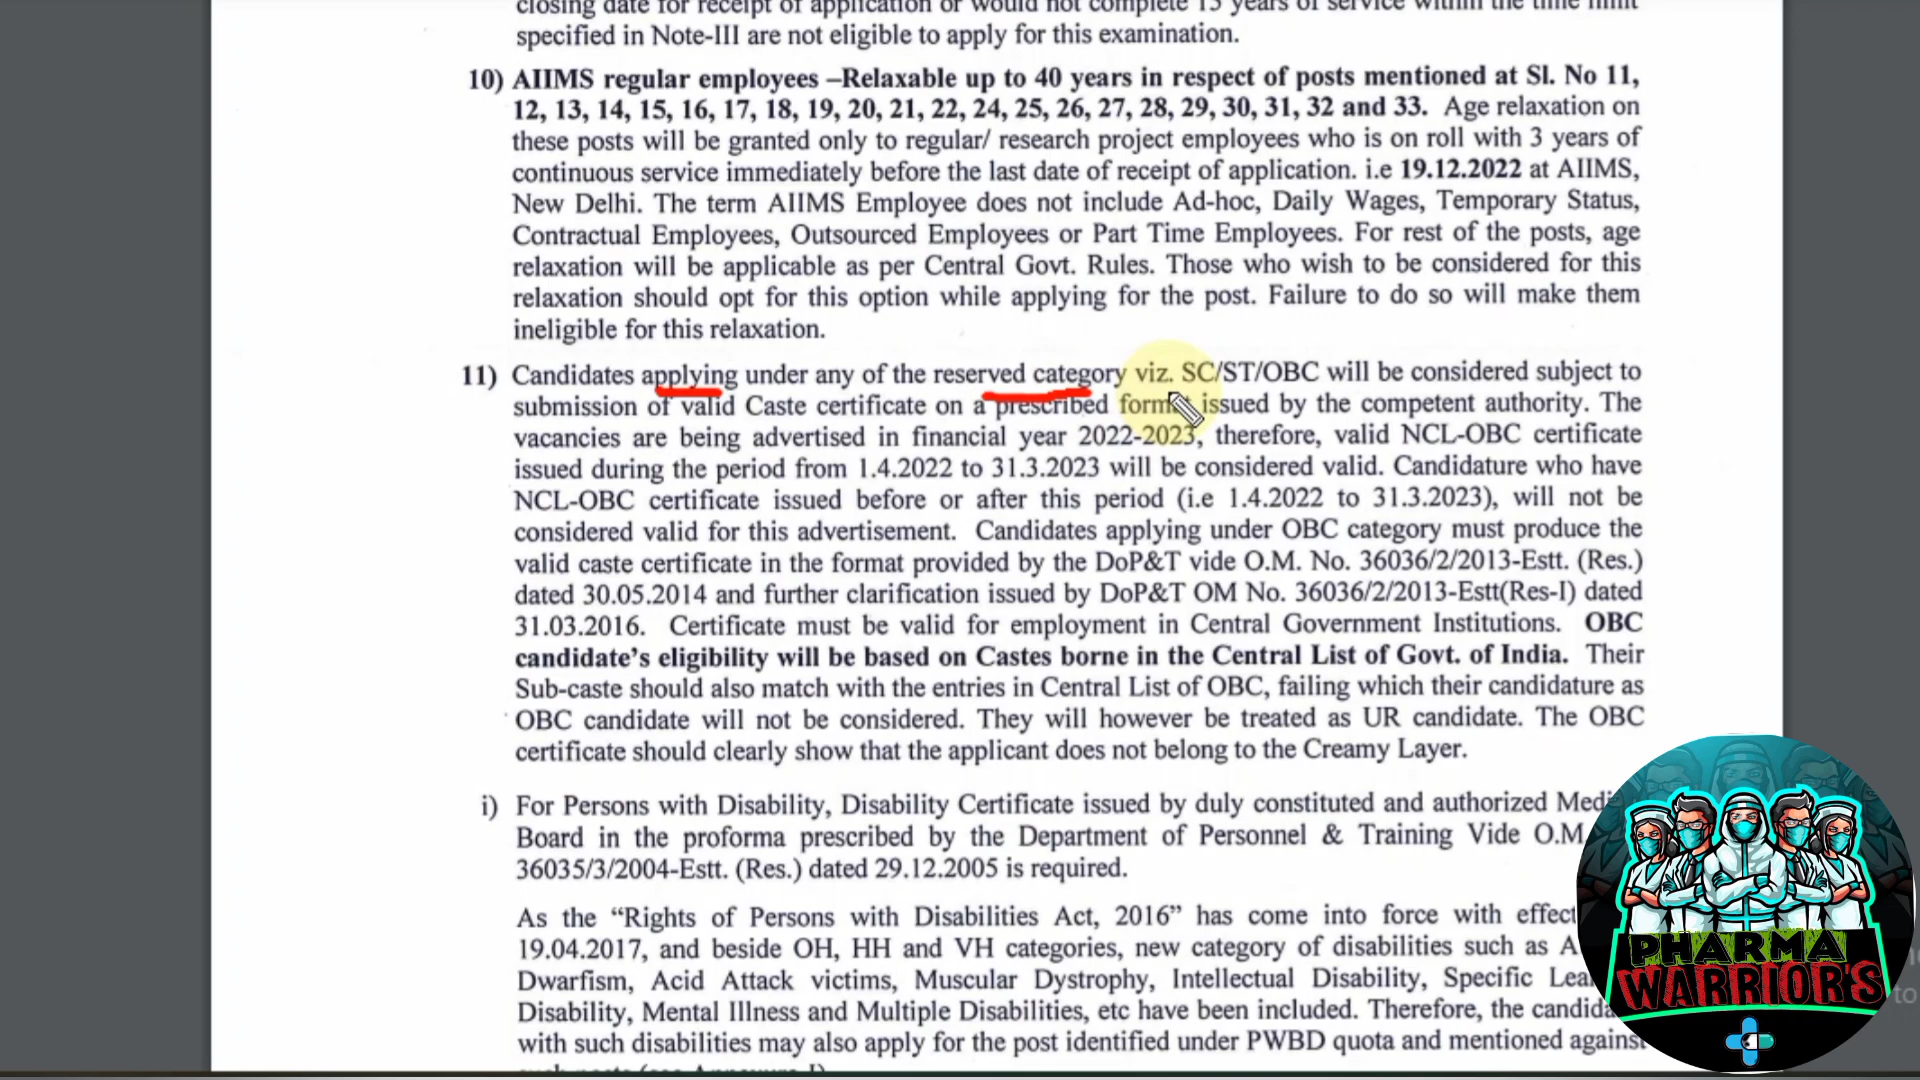 closing date for receipt of application or would not complete 15 years of service within the time limit
specified in Note-III are not eligible to apply for this examination.
10) AIIMS regular employees –Relaxable up to 40 years in respect of posts mentioned at Sl. No 11,
12, 13, 14, 15, 16, 17, 18, 19, 20, 21, 22, 24, 25, 26, 27, 28, 29, 30, 31, 32 and 33. Age relaxation on
these posts will be granted only to regular/ research project employees who is on roll with 3 years of
continuous service immediately before the last date of receipt of application. i.e 19.12.2022 at AIIMS,
New Delhi. The term AIIMS Employee does not include Ad-hoc, Daily Wages, Temporary Status,
Contractual Employees, Outsourced Employees or Part Time Employees. For rest of the posts, age
relaxation will be applicable as per Central Govt. Rules. Those who wish to be considered for this
relaxation should opt for this option while applying for the post. Failure to do so will make them
ineligible for this relaxation.
11) Candidates applying under any of the reserved category viz. SC/ST/OBC will be considered subject to
submission of valid Caste certificate on a prescribed format issued by the competent authority. The
vacancies are being advertised in financial year 2022-2023, therefore, valid NCL-OBC certificate
issued during the period from 1.4.2022 to 31.3.2023 will be considered valid. Candidature who have
NCL-OBC certificate issued before or after this period (i.e 1.4.2022 to 31.3.2023), will not be
considered valid for this advertisement. Candidates applying under OBC category must produce the
valid caste certificate in the format provided by the DoP&T vide O.M. No. 36036/2/2013-Estt. (Res.)
dated 30.05.2014 and further clarification issued by DoP&T OM No. 36036/2/2013-Estt(Res-I) dated
31.03.2016. Certificate must be valid for employment in Central Government Institutions. OBC
candidate’s eligibility will be based on Castes borne in the Central List of Govt. of India. Their
Sub-caste should also match with the entries in Central List of OBC, failing which their candidature as
OBC candidate will not be considered. They will however be treated as UR candidate. The OBC
certificate should clearly show that the applicant does not belong to the Creamy Layer.
i) For Persons with Disability, Disability Certificate issued by duly constituted and authorized Medi
Board in the proforma prescribed by the Department of Personnel & Training Vide O.M
36035/3/2004-Estt. (Res.) dated 29.12.2005 is required.
As the “Rights of Persons with Disabilities Act, 2016” has come into force with effect
19.04.2017, and beside OH, HH and VH categories, new category of disabilities such as A
Dwarfism, Acid Attack victims, Muscular Dystrophy, Intellectual Disability, Specific Lea
Disability, Mental Illness and Multiple Disabilities, etc have been included. Therefore, the candida
with such disabilities may also apply for the post identified under PWBD quota and mentioned against
PHARMA
WARRIOR'S